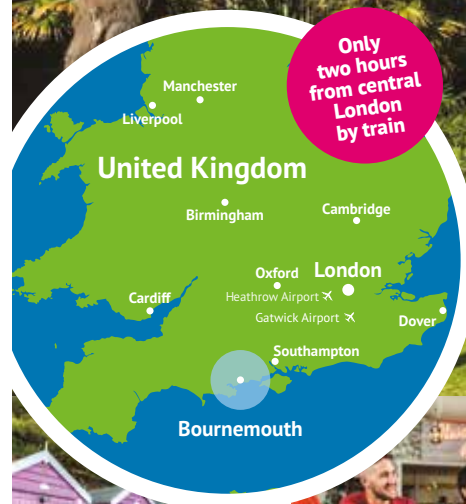 Only
two hours
from central
London
by train
Manchester
Liverpool
United Kingdom
Birmingham
Cambridge
Oxford
London
Heathrow Airport
Cardiff
Gatwick Airport
Dover
Southampton
Bournemouth